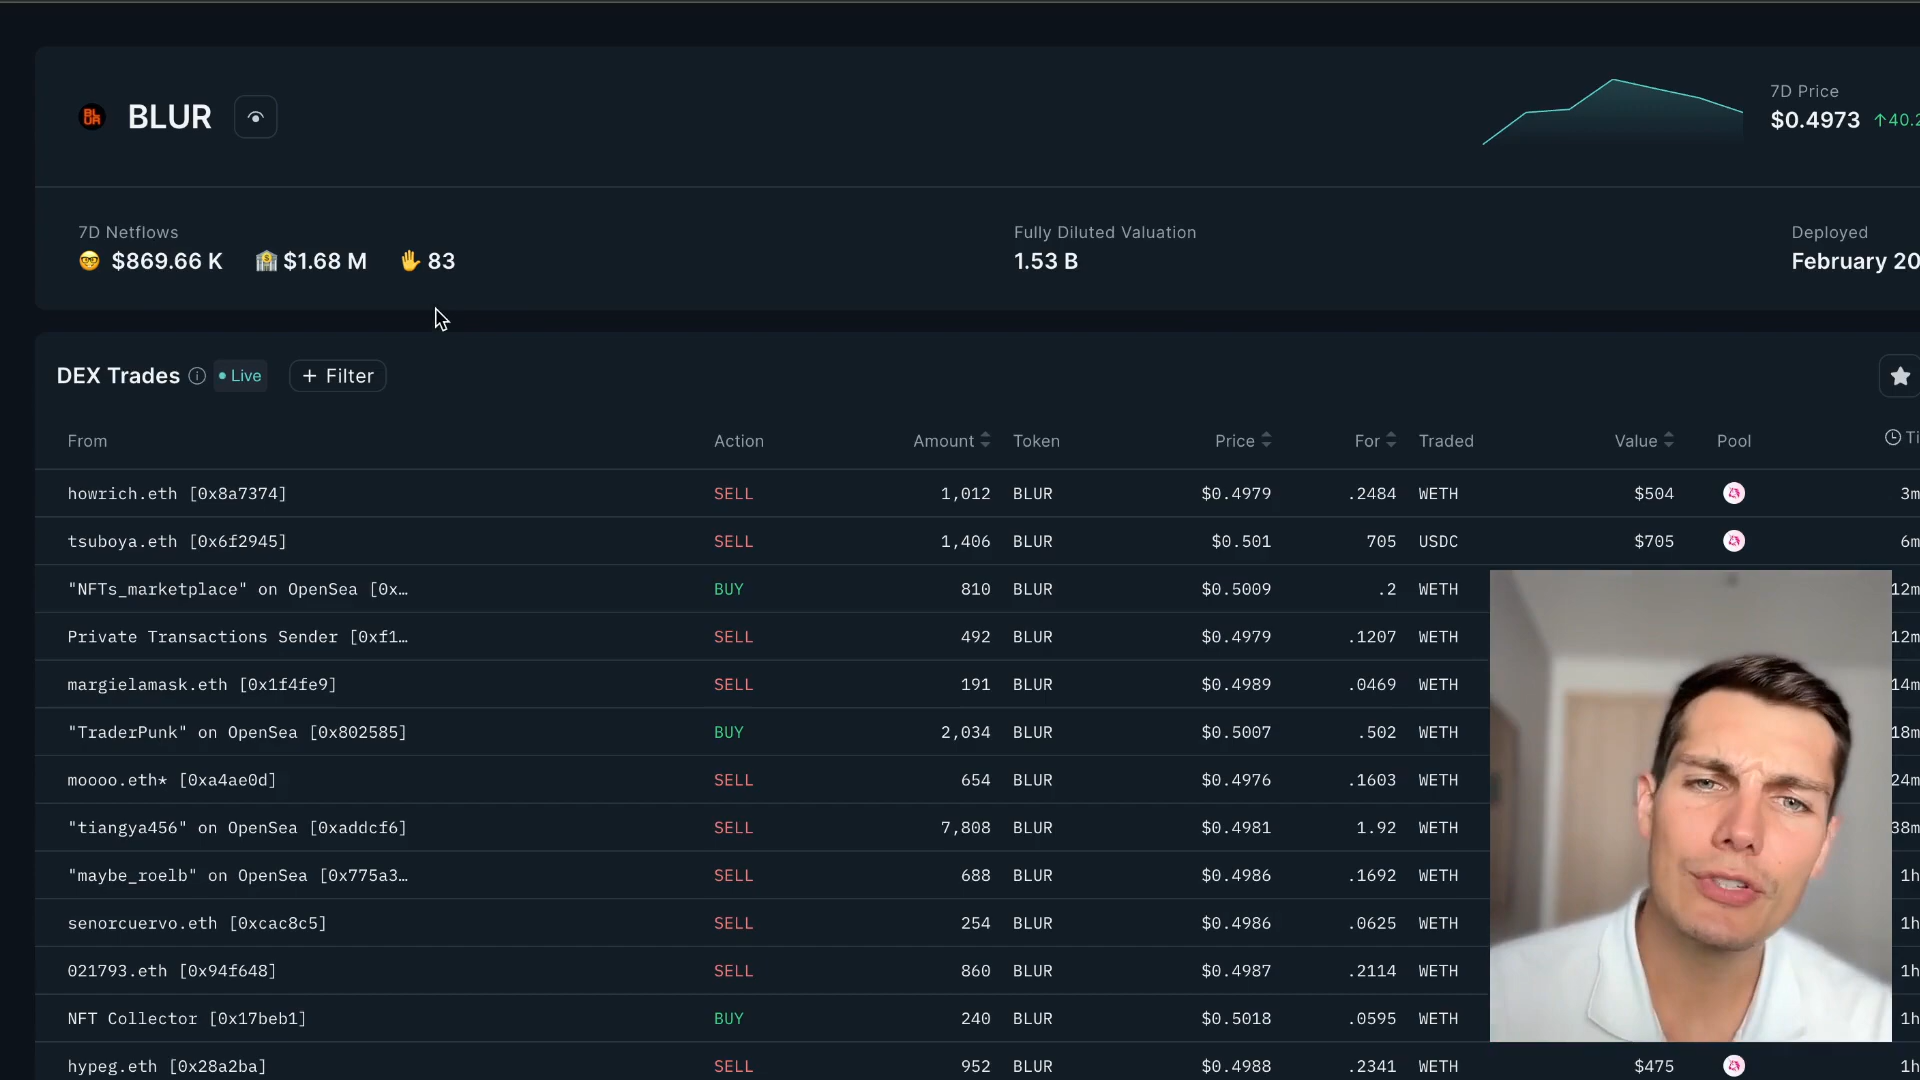 BLUR
7D Price
$0.4973 ↑40.2
7D Netflows
$869.66 K $1.68 M 83
Fully Diluted Valuation
1.53 B
Deployed
February 20
DEX Trades Live + Filter
From Action Amount Token Price For Traded Value Pool Ti
howrich.eth [0x8a7374] SELL 1,012 BLUR $0.4979 .2484 WETH $504 3m
tsuboya.eth [0x6f2945] SELL 1,406 BLUR $0.501 705 USDC $705 6m
"NFTs_marketplace" on OpenSea [0x… BUY 810 BLUR $0.5009 .2 WETH 12m
Private Transactions Sender [0xf1… SELL 492 BLUR $0.4979 .1207 WETH 12m
margielamask.eth [0x1f4fe9] SELL 191 BLUR $0.4989 .0469 WETH 14m
"TraderPunk" on OpenSea [0x802585] BUY 2,034 BLUR $0.5007 .502 WETH 18m
moooo.eth* [0xa4ae0d] SELL 654 BLUR $0.4976 .1603 WETH 24m
"tiangya456" on OpenSea [0xaddcf6] SELL 7,808 BLUR $0.4981 1.92 WETH 38m
"maybe_roelb" on OpenSea [0x775a3… SELL 688 BLUR $0.4986 .1692 WETH 1h
senorcuervo.eth [0xcac8c5] SELL 254 BLUR $0.4986 .0625 WETH 1h
021793.eth [0x94f648] SELL 860 BLUR $0.4987 .2114 WETH 1h
NFT Collector [0x17beb1] BUY 240 BLUR $0.5018 .0595 WETH 1h
hypeg.eth [0x28a2ba] SELL 952 BLUR $0.4988 .2341 WETH $475 1h